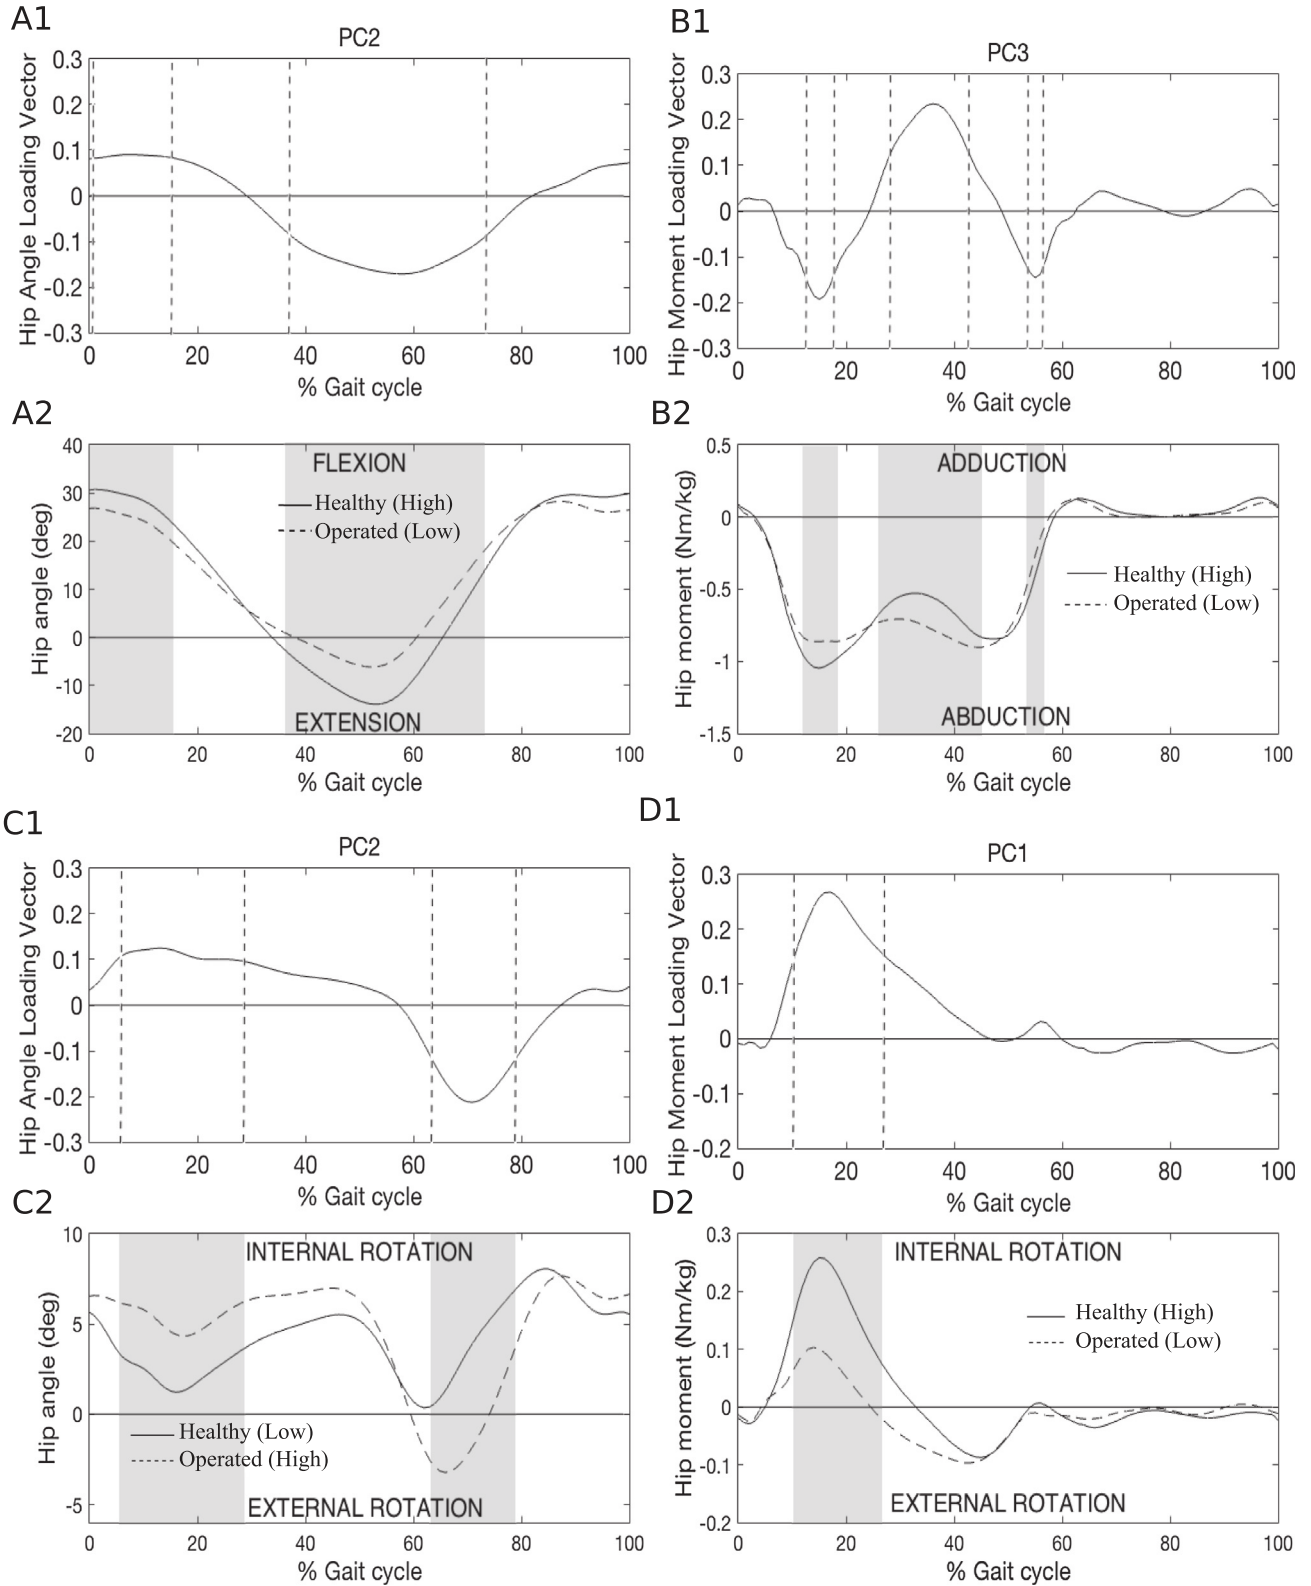 A1
PC2
Hip Angle Loading Vector
0.3
0.2
0.1
0
-0.1
-0.2
-0.3
0 20 40 60 80 100
% Gait cycle
B1
PC3
Hip Moment Loading Vector
0.3
0.2
0.1
0
-0.1
-0.2
-0.3
0 20 40 60 80 100
% Gait cycle
A2
Hip angle (deg)
40
30
20
10
0
-10
-20
FLEXION
Healthy (High)
Operated (Low)
EXTENSION
0 20 40 60 80 100
% Gait cycle
B2
Hip moment (Nm/kg)
0.5
0
-0.5
-1
-1.5
ADDUCTION
Healthy (High)
Operated (Low)
ABDUCTION
0 20 40 60 80 100
% Gait cycle
C1
PC2
Hip Angle Loading Vector
0.3
0.2
0.1
0
-0.1
-0.2
-0.3
0 20 40 60 80 100
% Gait cycle
D1
PC1
Hip Moment Loading Vector
0.3
0.2
0.1
0
-0.1
-0.2
0 20 40 60 80 100
% Gait cycle
C2
Hip angle (deg)
10
5
0
-5
INTERNAL ROTATION
Healthy (Low)
Operated (High)
EXTERNAL ROTATION
0 20 40 60 80 100
% Gait cycle
D2
Hip moment (Nm/kg)
0.3
0.2
0.1
0
-0.1
-0.2
INTERNAL ROTATION
Healthy (High)
Operated (Low)
EXTERNAL ROTATION
0 20 40 60 80 100
% Gait cycle